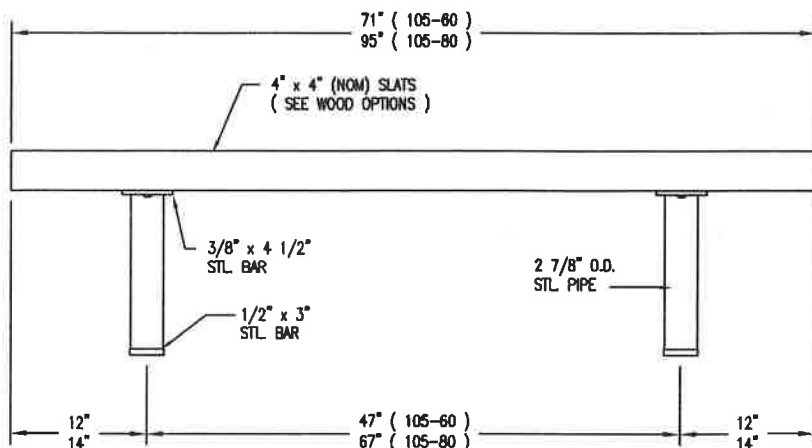 71" ( 105-60 )
95" ( 105-80 )
4" x 4" (NOM) SLATS
( SEE WOOD OPTIONS )
3/8" x 4 1/2"
STL. BAR
2 7/8" O.D.
STL. PIPE
1/2" x 3"
STL. BAR
12"
14"
47" ( 105-60 )
67" ( 105-80 )
12"
14"